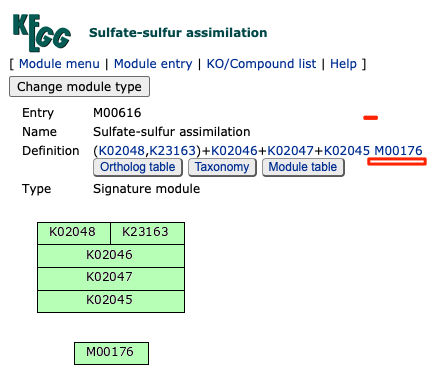 KEGG Sulfate-sulfur assimilation
[ Module menu | Module entry | KO/Compound list | Help ]
Change module type
Entry M00616
Name Sulfate-sulfur assimilation
Definition (K02048,K23163)+K02046+K02047+K02045 M00176
Ortholog table Taxonomy Module table
Type Signature module
K02048 K23163
K02046
K02047
K02045
M00176